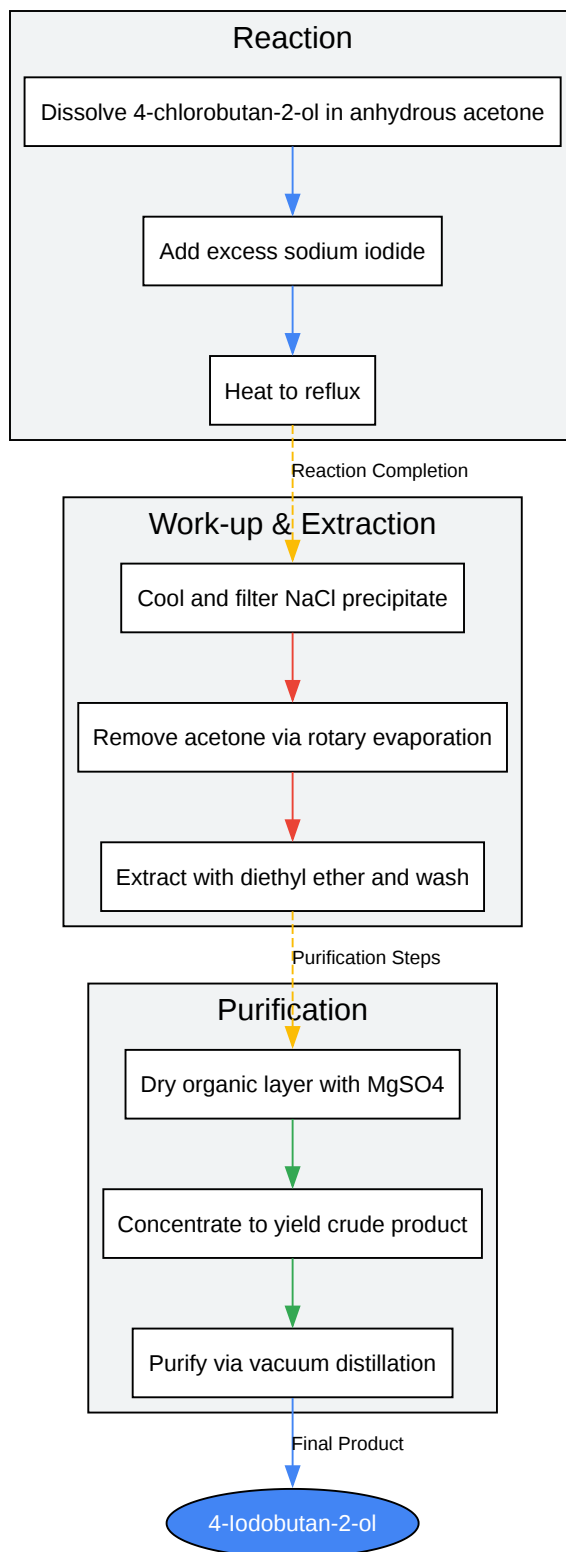 Reaction
Dissolve 4-chlorobutan-2-ol in anhydrous acetone
Add excess sodium iodide
Heat to reflux
Reaction Completion
Work-up & Extraction
Cool and filter NaCl precipitate
Remove acetone via rotary evaporation
Extract with diethyl ether and wash
Purification Steps
Purification
Dry organic layer with MgSO4
Concentrate to yield crude product
Purify via vacuum distillation
Final Product
4-Iodobutan-2-ol